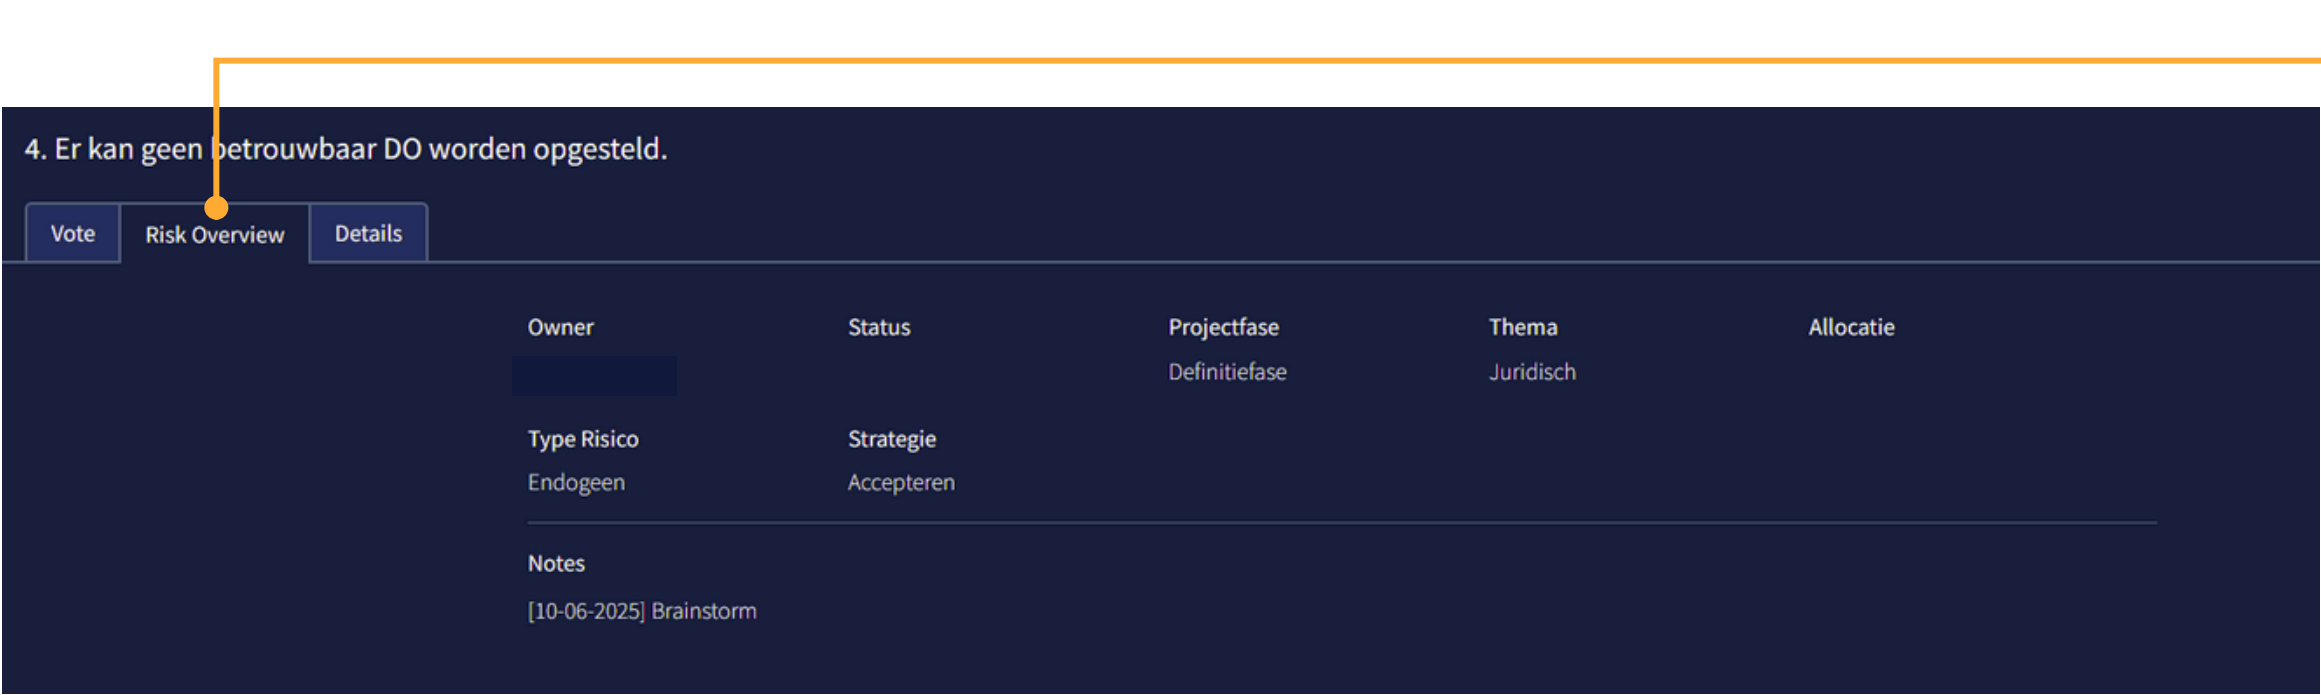 4. Er kan geen betrouwbaar DO worden opgesteld.
Vote Risk Overview Details
Owner Status Projectfase Thema Allocatie
Definitiefase Juridisch
Type Risico Strategie
Endogeen Accepteren
Notes
[10-06-2025] Brainstorm